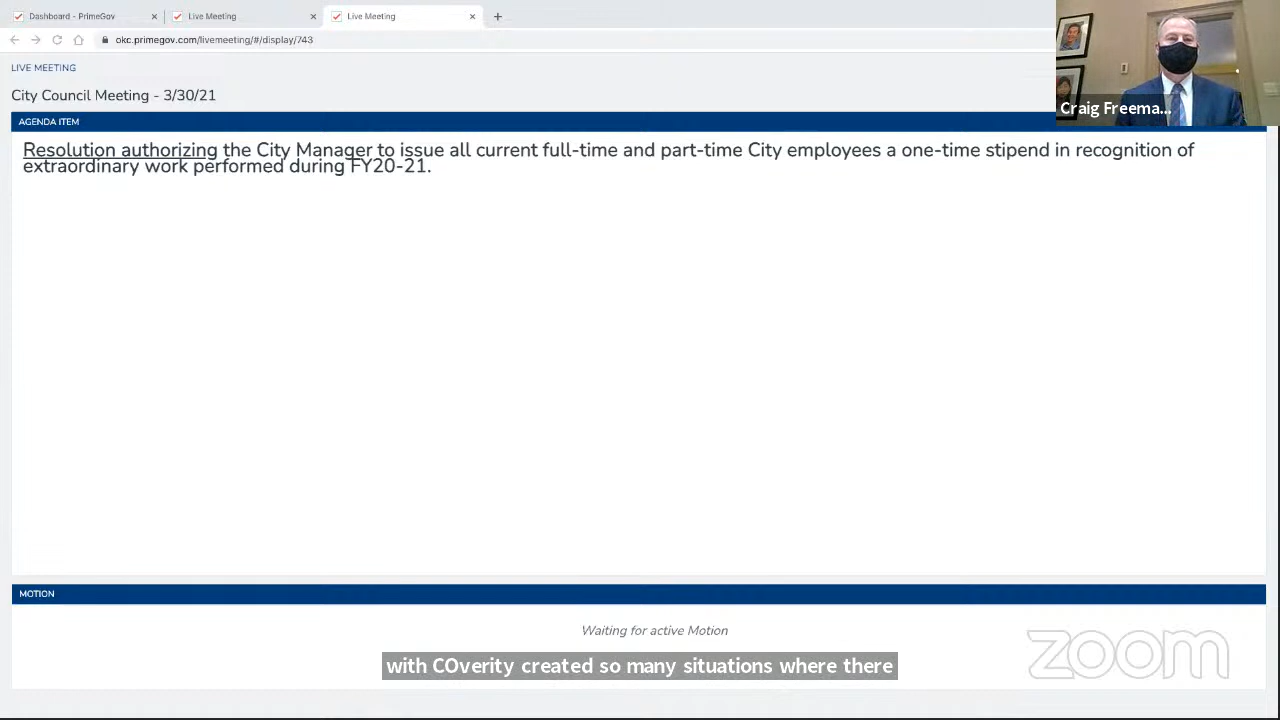 Dashboard - PrimeGov
Live Meeting
Live Meeting
okc.primegov.com/livemeeting/#/display/743
LIVE MEETING
City Council Meeting - 3/30/21
Craig Freema...
AGENDA ITEM
Resolution authorizing the City Manager to issue all current full-time and part-time City employees a one-time stipend in recognition of
extraordinary work performed during FY20-21.
MOTION
Waiting for active Motion
with COverity created so many situations where there
zoom